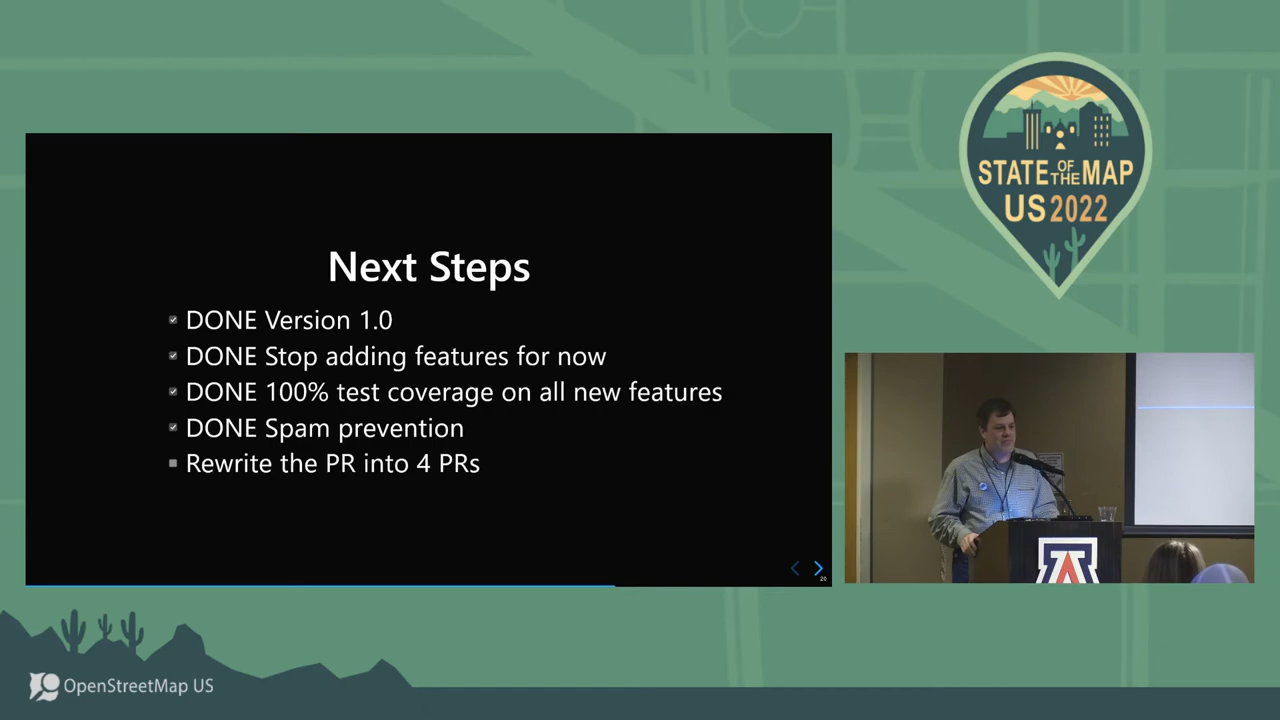 STATE OF THE MAP
US 2022
Next Steps
DONE Version 1.0
DONE Stop adding features for now
DONE 100% test coverage on all new features
DONE Spam prevention
Rewrite the PR into 4 PRs
20
A
OpenStreetMap US